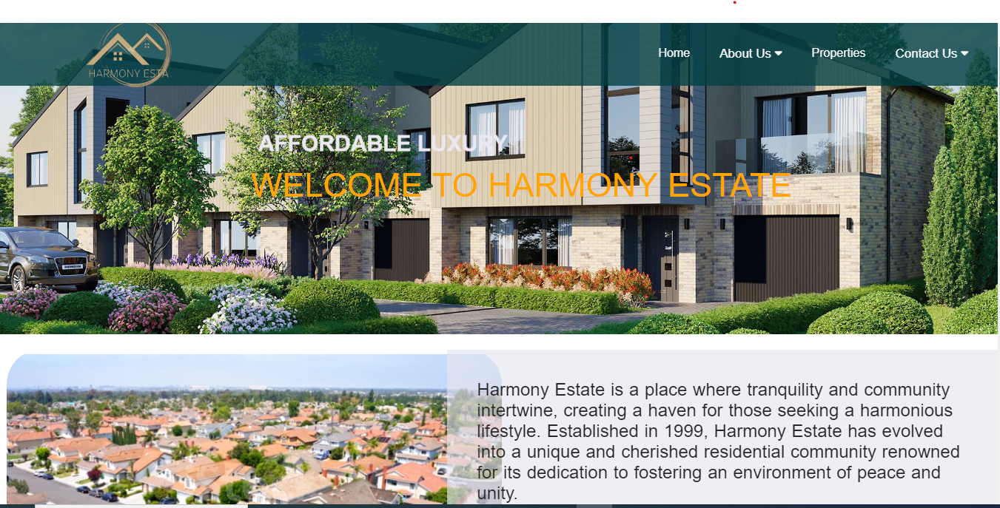 HARMONY ESTA
Home
About Us
Properties
Contact Us
AFFORDABLE LUXURY
WELCOME TO HARMONY ESTATE
EVERMOTION
Harmony Estate is a place where tranquility and community
intertwine, creating a haven for those seeking a harmonious
lifestyle. Established in 1999, Harmony Estate has evolved
into a unique and cherished residential community renowned
for its dedication to fostering an environment of peace and
unity.